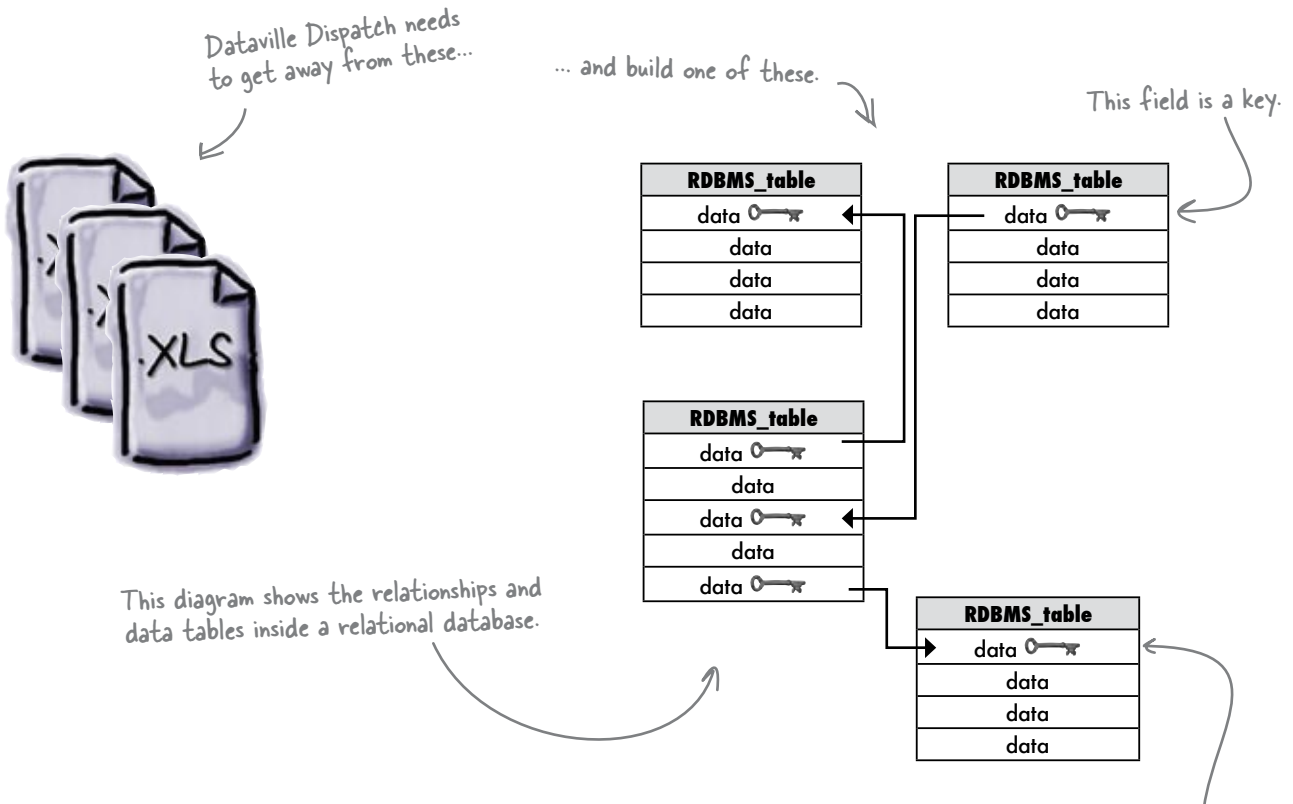 Dataville Dispatch needs
to get away from these...
... and build one of these.
This field is a key.
.X
.X
.XLS
RDBMS_table
data
data
data
data
RDBMS_table
data
data
data
data
RDBMS_table
data
data
data
data
data
This diagram shows the relationships and
data tables inside a relational database.
RDBMS_table
data
data
data
data